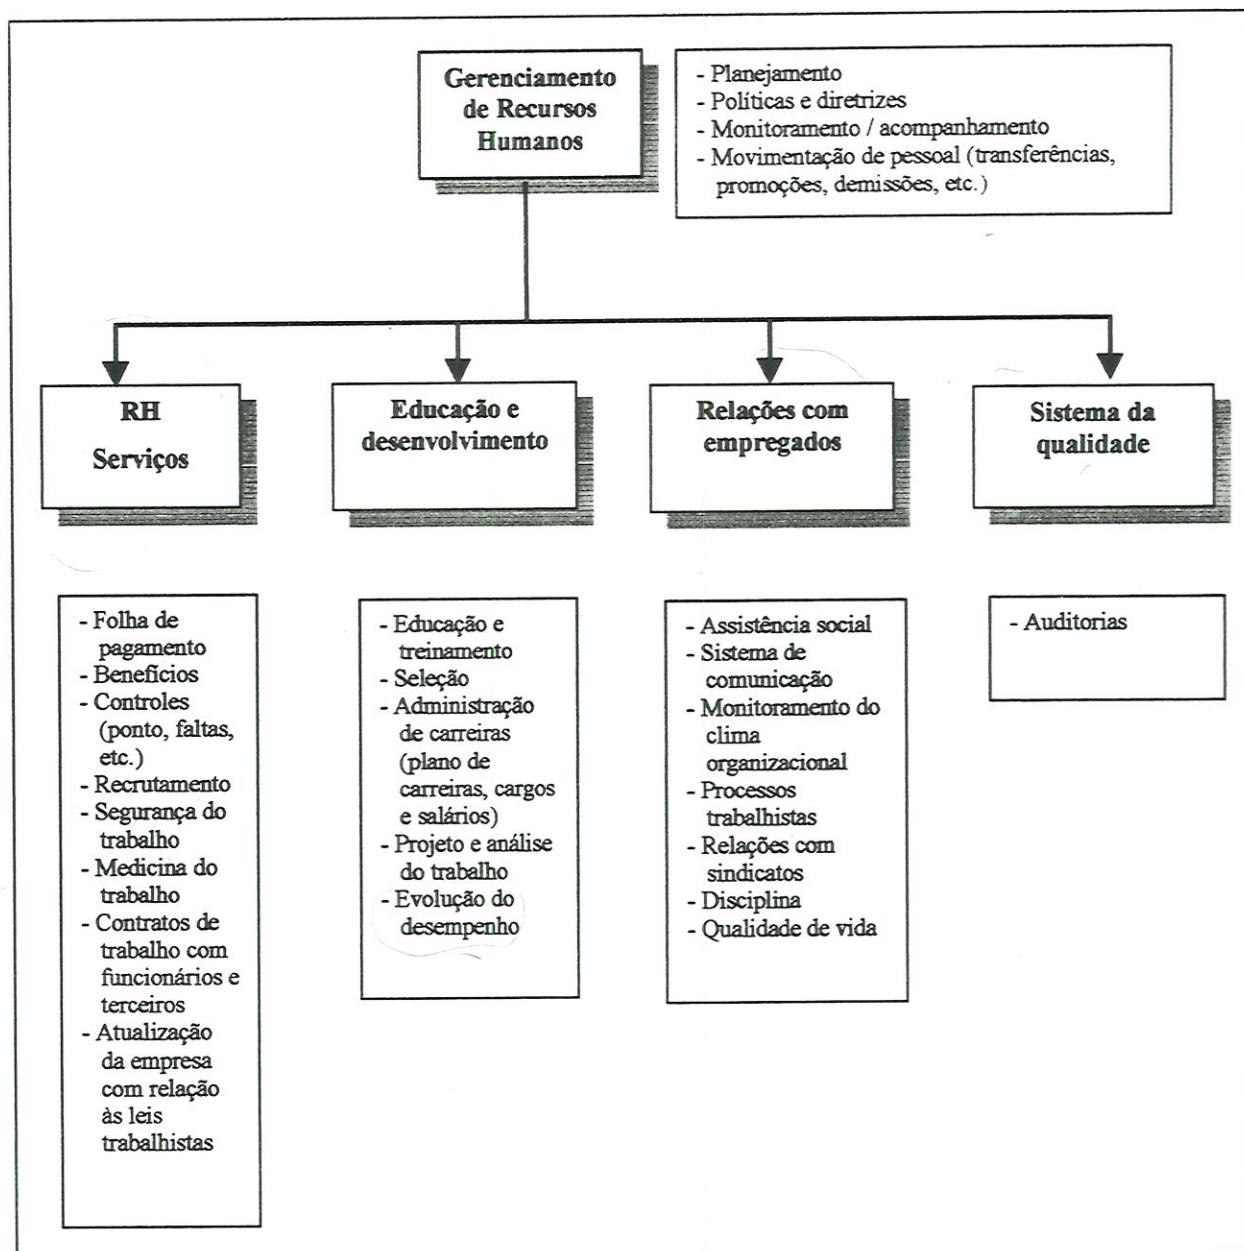 Gerenciamento
de Recursos
Humanos
- Planejamento
- Políticas e diretrizes
- Monitoramento / acompanhamento
- Movimentação de pessoal (transferências,
promoções, demissões, etc.)
RH
Serviços
Educação e
desenvolvimento
Relações com
empregados
Sistema da
qualidade
- Folha de
pagamento
- Benefícios
- Controles
(ponto, faltas,
etc.)
- Recrutamento
- Segurança do
trabalho
- Medicina do
trabalho
- Contratos de
trabalho com
funcionários e
terceiros
- Atualização
da empresa
com relação
às leis
trabalhistas
- Educação e
treinamento
- Seleção
- Administração
de carreiras
(plano de
carreiras, cargos
e salários)
- Projeto e análise
do trabalho
- Evolução do
desempenho
- Assistência social
- Sistema de
comunicação
- Monitoramento do
clima
organizacional
- Processos
trabalhistas
- Relações com
sindicatos
- Disciplina
- Qualidade de vida
- Auditorias